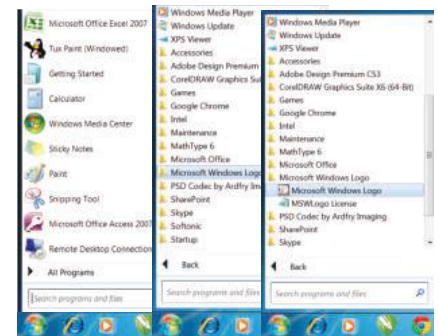 Microsoft Office Excel 2007
Tux Paint (Windowed)
Getting Started
Calculator
Windows Media Center
Sticky Notes
Paint
Snipping Tool
Microsoft Office Access 2007
Remote Desktop Connection
All Programs
Search programs and files
Windows Media Player
Windows Update
XPS Viewer
Accessories
Adobe Design Premium
CorelDRAW Graphics Sui
Games
Google Chrome
Intel
Maintenance
MathType 6
Microsoft Office
Microsoft Windows Logo
PSD Codec by Ardfry Ima
SharePoint
Skype
Softonic
Startup
Back
Search programs and files
Windows Media Player
Windows Update
XPS Viewer
Accessories
Adobe Design Premium CS3
CorelDRAW Graphics Suite X6 (64-Bit)
Games
Google Chrome
Intel
Maintenance
MathType 6
Microsoft Office
Microsoft Windows Logo
Microsoft Windows Logo
MSWLogo License
PSD Codec by Ardfry Imaging
SharePoint
Skype
Back
Search programs and files